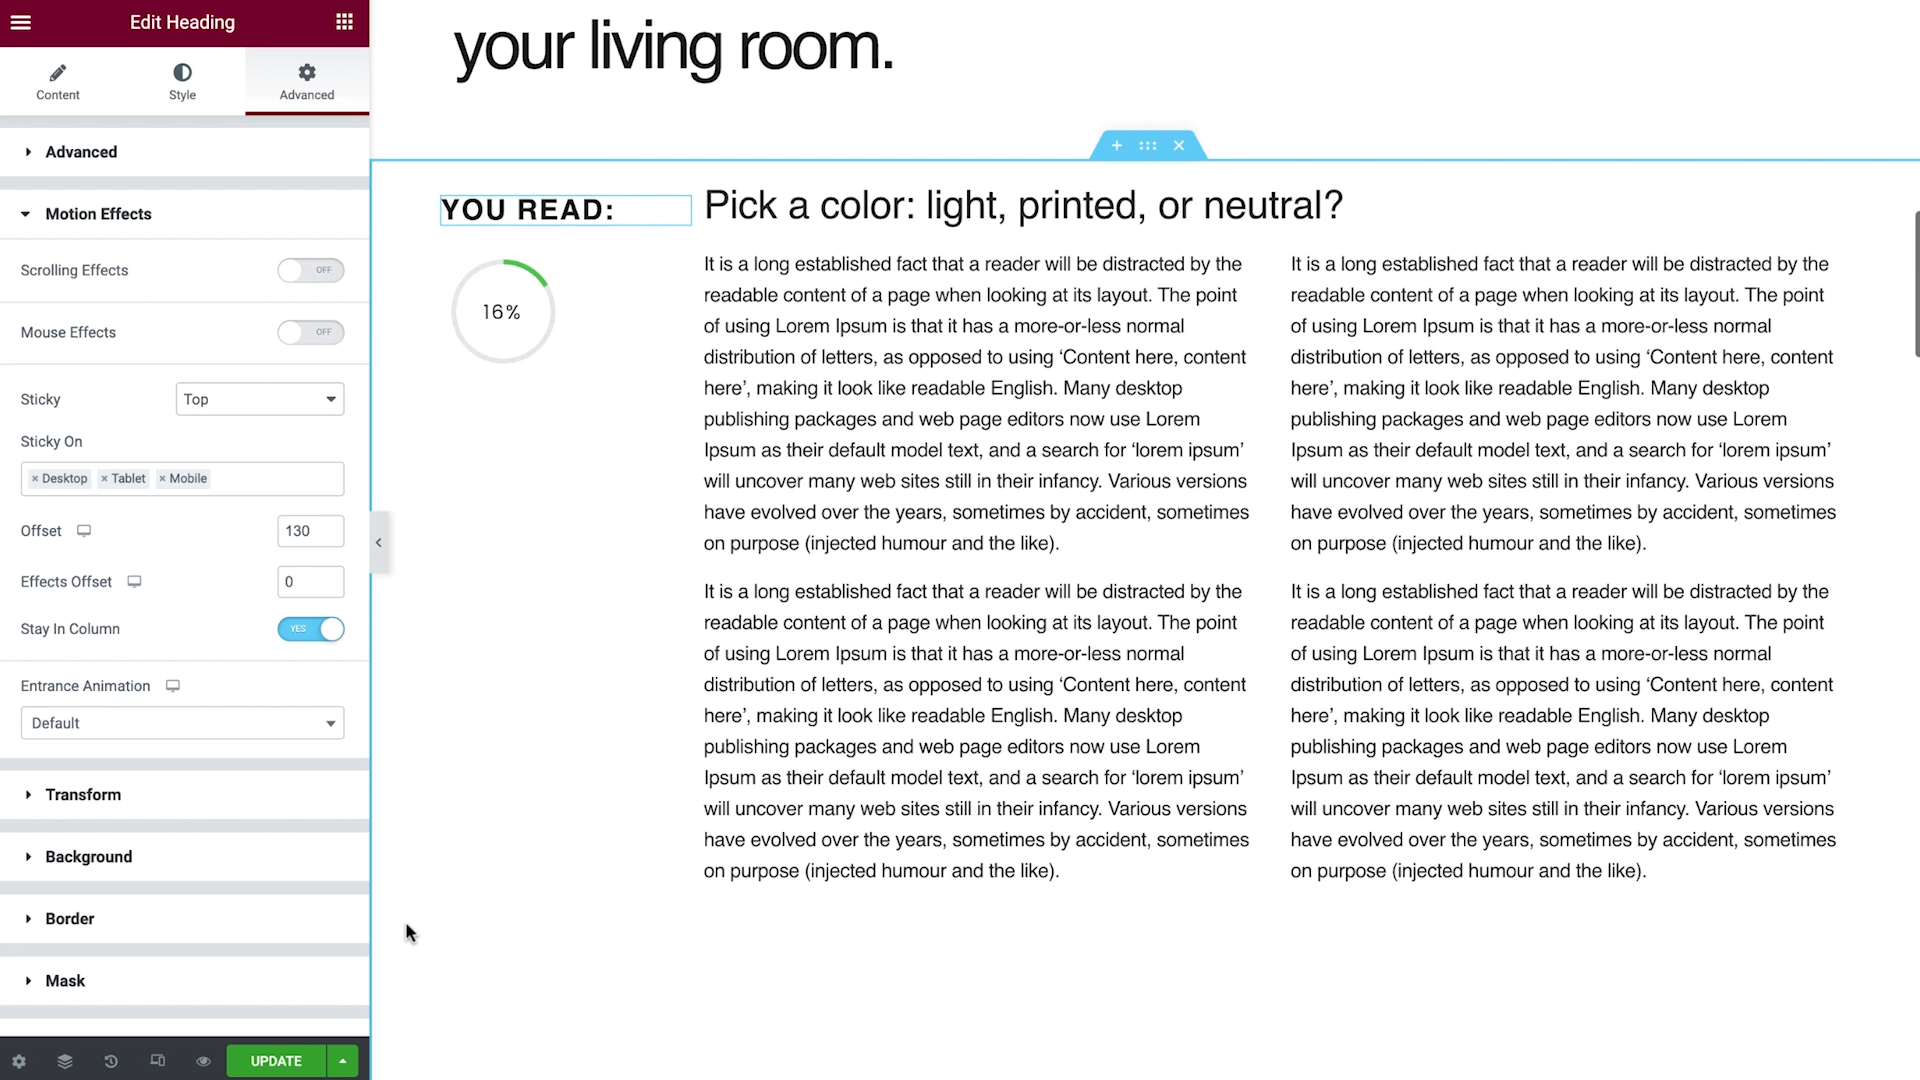 Edit Heading
Content
Style
Advanced
Advanced
Motion Effects
Scrolling Effects
OFF
Mouse Effects
OFF
Sticky
Top
Sticky On
× Desktop × Tablet × Mobile
Offset
130
Effects Offset
0
Stay In Column
YES
Entrance Animation
Default
Transform
Background
Border
Mask
UPDATE
your living room.
YOU READ:
16%
Pick a color: light, printed, or neutral?
It is a long established fact that a reader will be distracted by the
readable content of a page when looking at its layout. The point
of using Lorem Ipsum is that it has a more-or-less normal
distribution of letters, as opposed to using ‘Content here, content
here’, making it look like readable English. Many desktop
publishing packages and web page editors now use Lorem
Ipsum as their default model text, and a search for ‘lorem ipsum’
will uncover many web sites still in their infancy. Various versions
have evolved over the years, sometimes by accident, sometimes
on purpose (injected humour and the like).
It is a long established fact that a reader will be distracted by the
readable content of a page when looking at its layout. The point
of using Lorem Ipsum is that it has a more-or-less normal
distribution of letters, as opposed to using ‘Content here, content
here’, making it look like readable English. Many desktop
publishing packages and web page editors now use Lorem
Ipsum as their default model text, and a search for ‘lorem ipsum’
will uncover many web sites still in their infancy. Various versions
have evolved over the years, sometimes by accident, sometimes
on purpose (injected humour and the like).
It is a long established fact that a reader will be distracted by the
readable content of a page when looking at its layout. The point
of using Lorem Ipsum is that it has a more-or-less normal
distribution of letters, as opposed to using ‘Content here, content
here’, making it look like readable English. Many desktop
publishing packages and web page editors now use Lorem
Ipsum as their default model text, and a search for ‘lorem ipsum’
will uncover many web sites still in their infancy. Various versions
have evolved over the years, sometimes by accident, sometimes
on purpose (injected humour and the like).
It is a long established fact that a reader will be distracted by the
readable content of a page when looking at its layout. The point
of using Lorem Ipsum is that it has a more-or-less normal
distribution of letters, as opposed to using ‘Content here, content
here’, making it look like readable English. Many desktop
publishing packages and web page editors now use Lorem
Ipsum as their default model text, and a search for ‘lorem ipsum’
will uncover many web sites still in their infancy. Various versions
have evolved over the years, sometimes by accident, sometimes
on purpose (injected humour and the like).